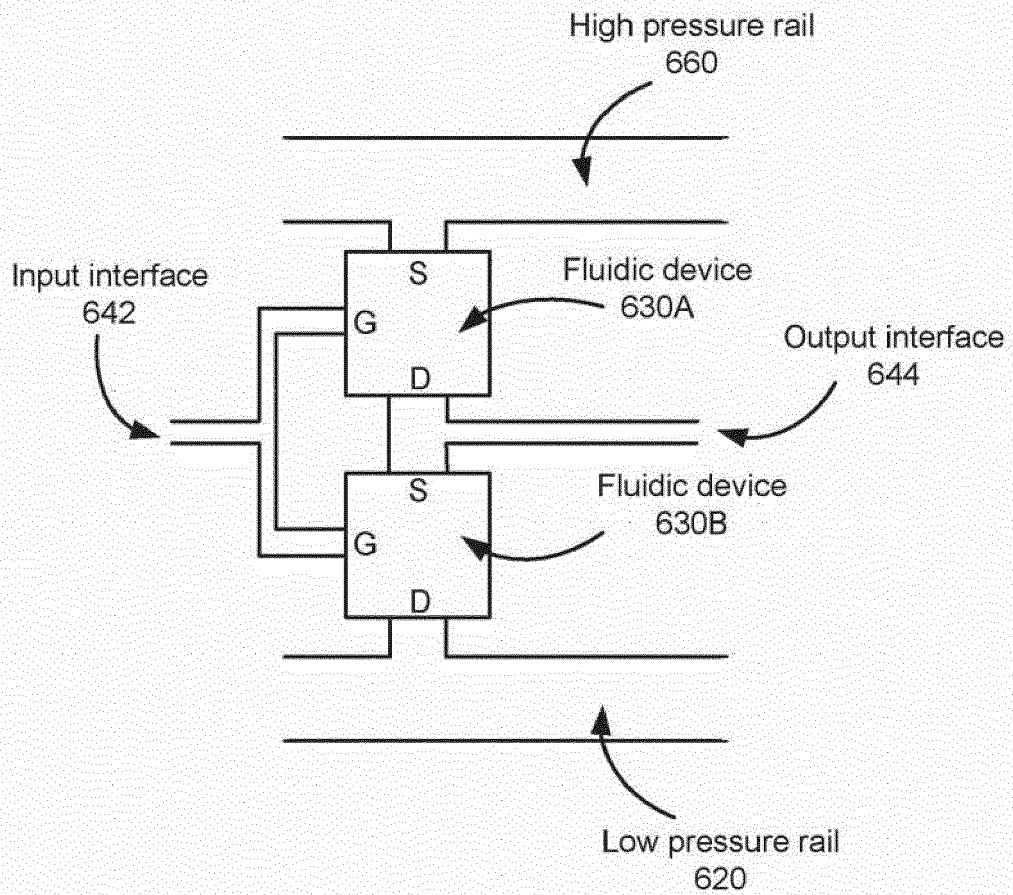 High pressure rail
660
S
Fluidic device
630A
Input interface
642
G
Output interface
644
D
S
Fluidic device
630B
G
D
Low pressure rail
620